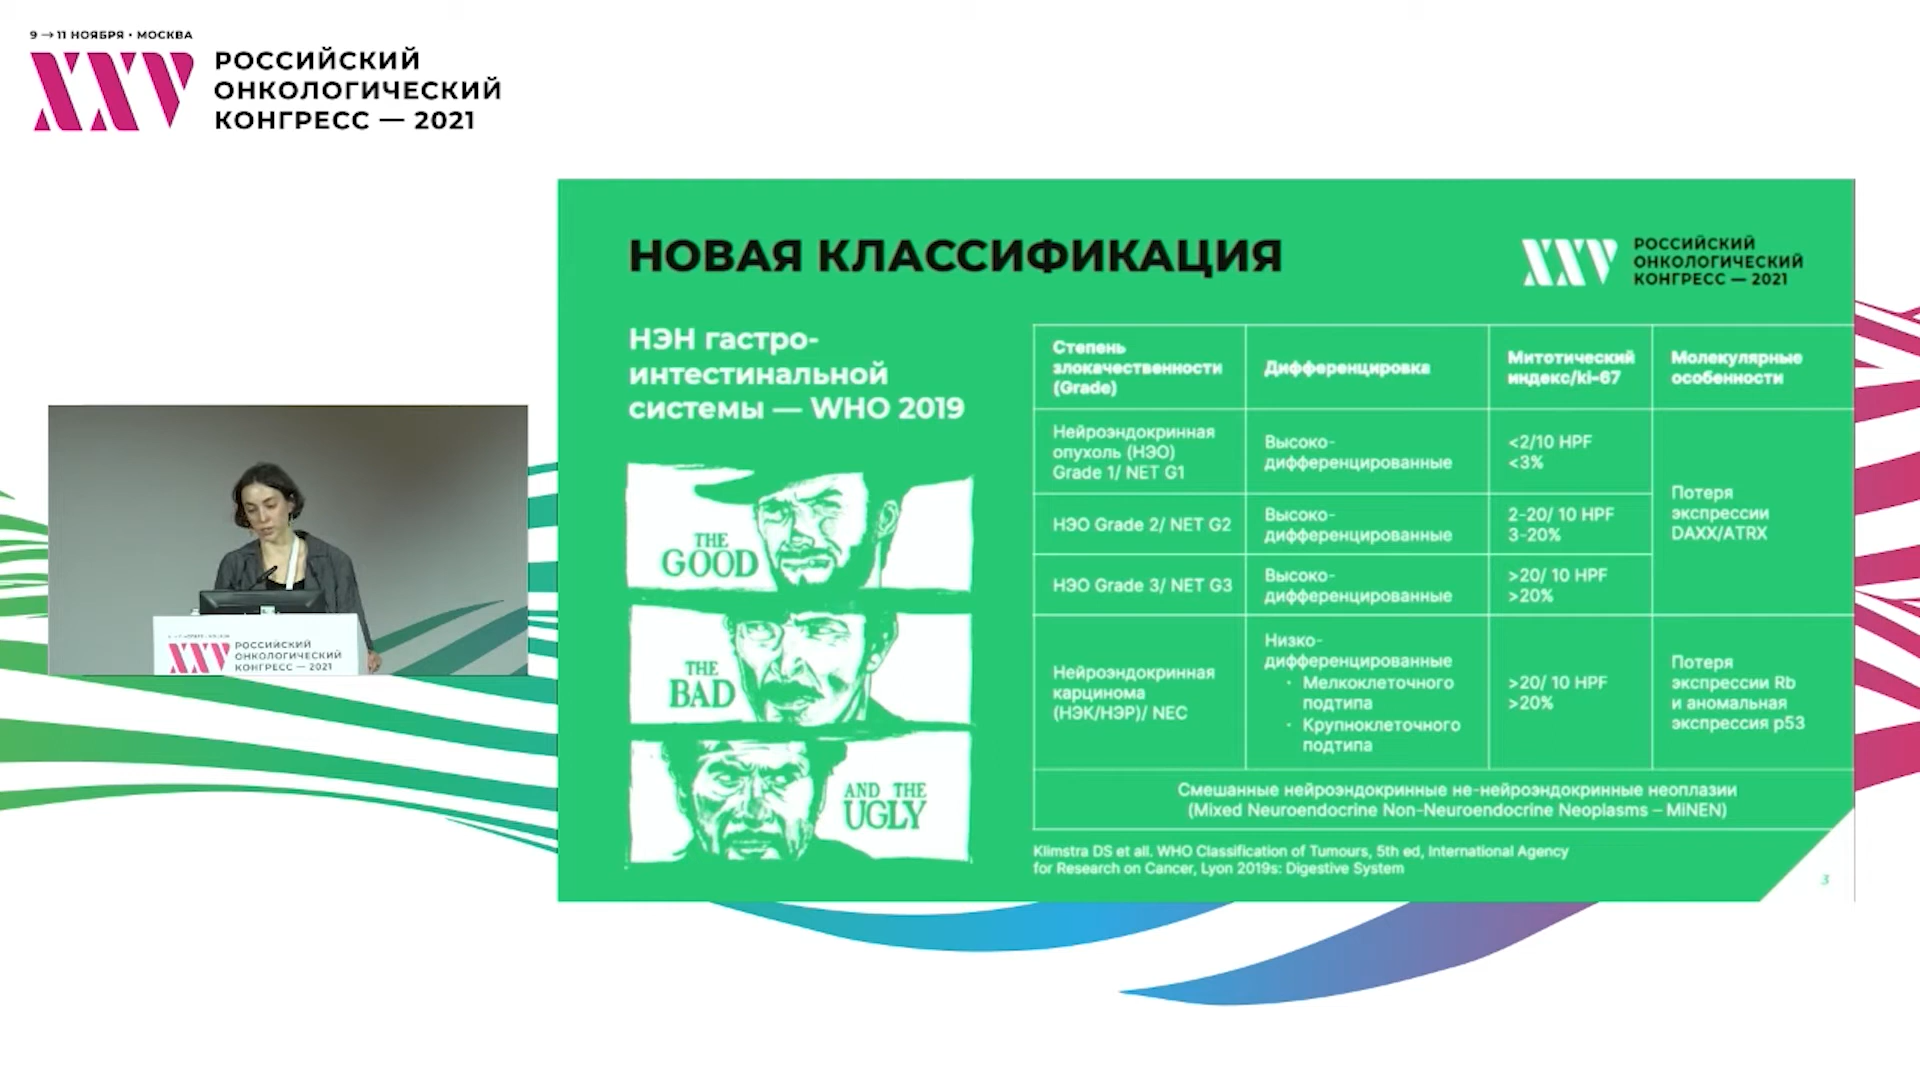 9 → 11 НОЯБРЯ • МОСКВА
XXV
РОССИЙСКИЙ
ОНКОЛОГИЧЕСКИЙ
КОНГРЕСС — 2021
НОВАЯ КЛАССИФИКАЦИЯ
XXV
РОССИЙСКИЙ
ОНКОЛОГИЧЕСКИЙ
КОНГРЕСС — 2021
НЭН гастро-
интестинальной
системы — WHO 2019
THE
GOOD
THE
BAD
AND THE
UGLY
Степень
злокачественности
(Grade)
Дифференцировка
Митотический
индекс/ki-67
Молекулярные
особенности
Нейроэндокринная
опухоль (НЭО)
Grade 1/ NET G1
Высоко-
дифференцированные
<2/10 HPF
<3%
Потеря
экспрессии
DAXX/ATRX
НЭО Grade 2/ NET G2
Высоко-
дифференцированные
2-20/ 10 HPF
3-20%
НЭО Grade 3/ NET G3
Высоко-
дифференцированные
>20/ 10 HPF
>20%
Нейроэндокринная
карцинома
(НЭК/НЭР)/ NEC
Низко-
дифференцированные
· Мелкоклеточного
подтипа
· Крупноклеточного
подтипа
>20/ 10 HPF
>20%
Потеря
экспрессии Rb
и аномальная
экспрессия p53
Смешанные нейроэндокринные не-нейроэндокринные неоплазии
(Mixed Neuroendocrine Non-Neuroendocrine Neoplasms – MiNEN)
Klimstra DS et all. WHO Classification of Tumours, 5th ed, International Agency
for Research on Cancer, Lyon 2019s: Digestive System
3
XXV
РОССИЙСКИЙ
ОНКОЛОГИЧЕСКИЙ
КОНГРЕСС — 2021